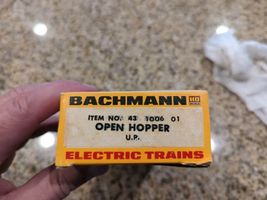 BACHMANN HO
ITEM NO. 43 1006 01
OPEN HOPPER
U.P.
ELECTRIC TRAINS